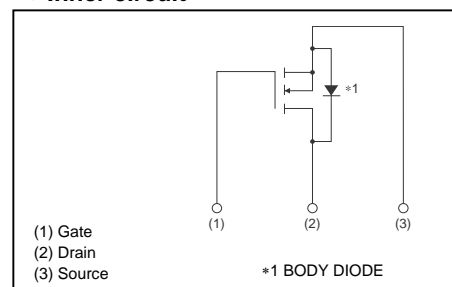 Inner circuit
∗1
(1) (2) (3)
(1) Gate
(2) Drain
(3) Source
∗1 BODY DIODE